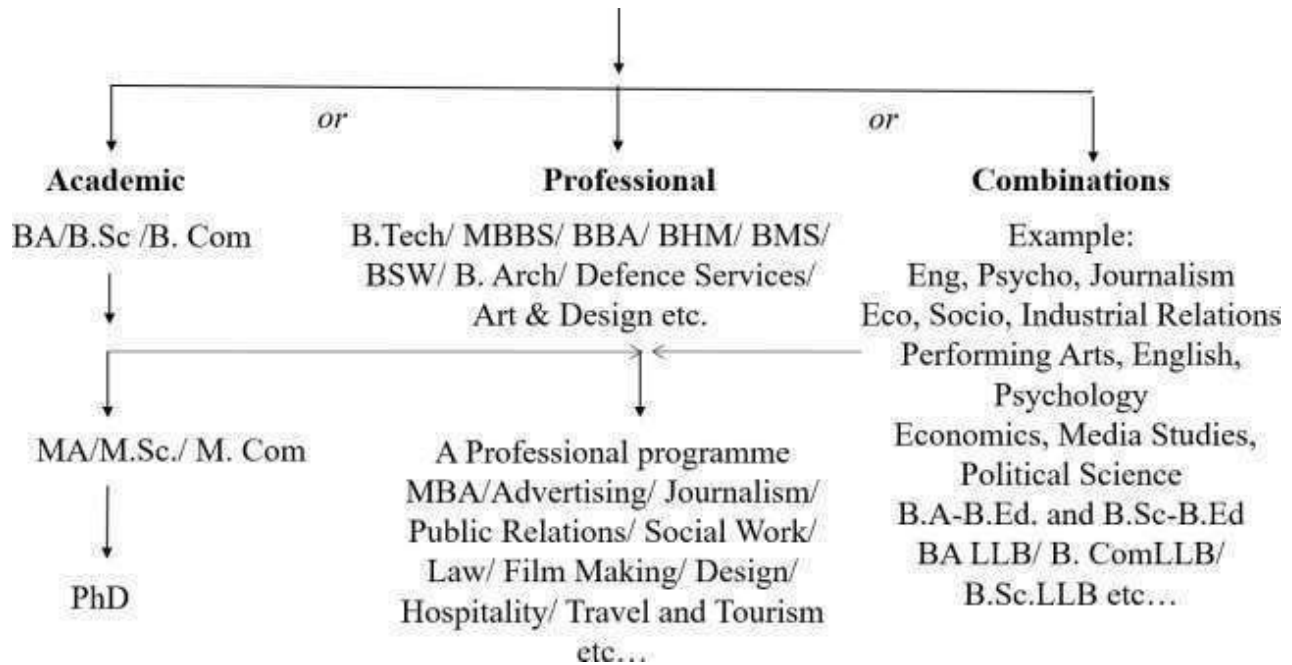 or
or
Academic
BA/B.Sc /B. Com
MA/M.Sc./ M. Com
PhD
Professional
B.Tech/ MBBS/ BBA/ BHM/ BMS/
BSW/ B. Arch/ Defence Services/
Art & Design etc.
A Professional programme
MBA/Advertising/ Journalism/
Public Relations/ Social Work/
Law/ Film Making/ Design/
Hospitality/ Travel and Tourism
etc…
Combinations
Example:
Eng, Psycho, Journalism
Eco, Socio, Industrial Relations
Performing Arts, English,
Psychology
Economics, Media Studies,
Political Science
B.A-B.Ed. and B.Sc-B.Ed
BA LLB/ B. ComLLB/
B.Sc.LLB etc…